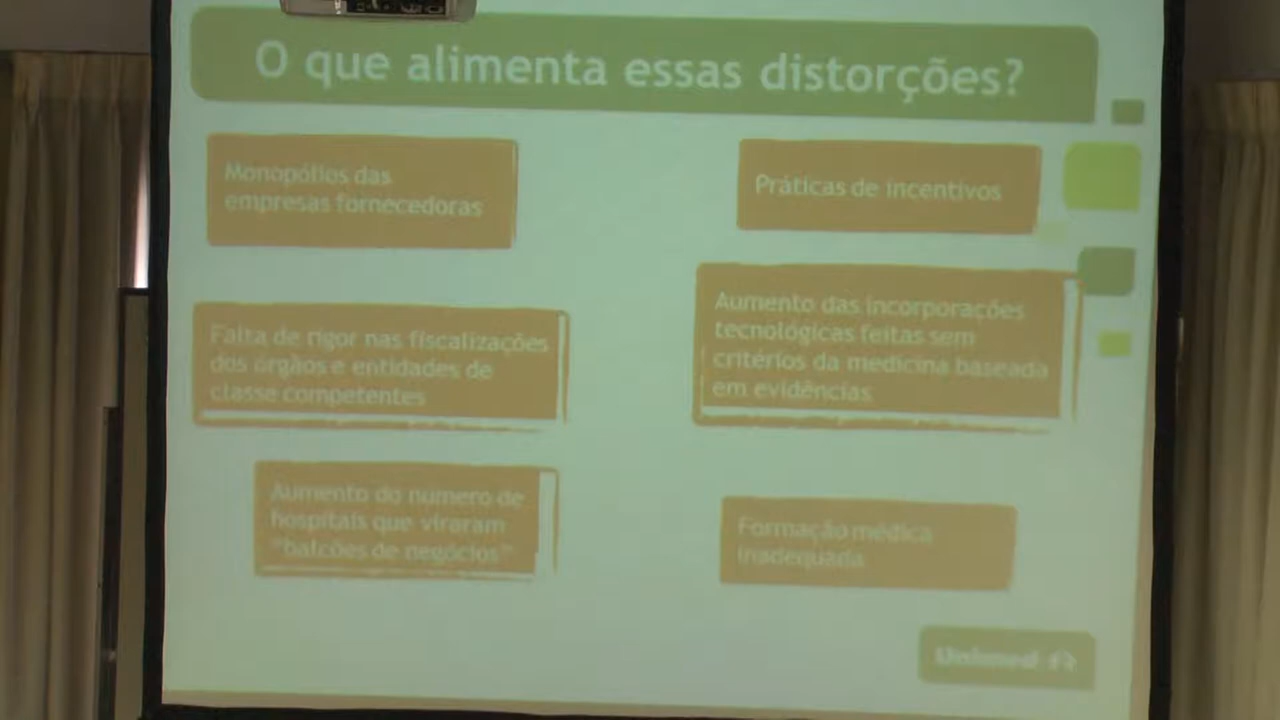 O que alimenta essas distorções?
Monopólios das
empresas fornecedoras
Práticas de incentivos
Falta de rigor nas fiscalizações
dos órgãos e entidades de
classe competentes
Aumento das incorporações
tecnológicas feitas sem
critérios da medicina baseada
em evidências
Aumento do número de
hospitais que viraram
"balcões de negócios"
Formação médica
inadequada
Unimed